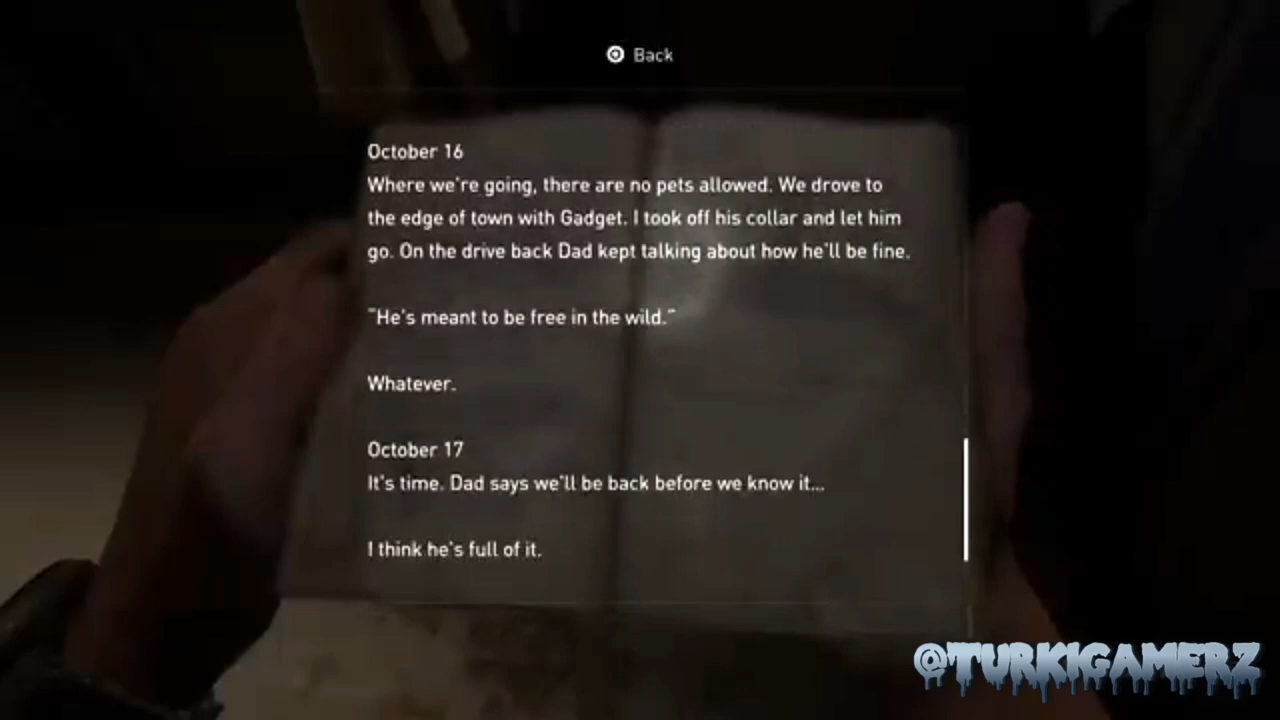 Back
October 16
Where we're going, there are no pets allowed. We drove to
the edge of town with Gadget. I took off his collar and let him
go. On the drive back Dad kept talking about how he'll be fine.
"He's meant to be free in the wild."
Whatever.
October 17
It's time. Dad says we'll be back before we know it...
I think he's full of it.
@TURKIGAMERZ